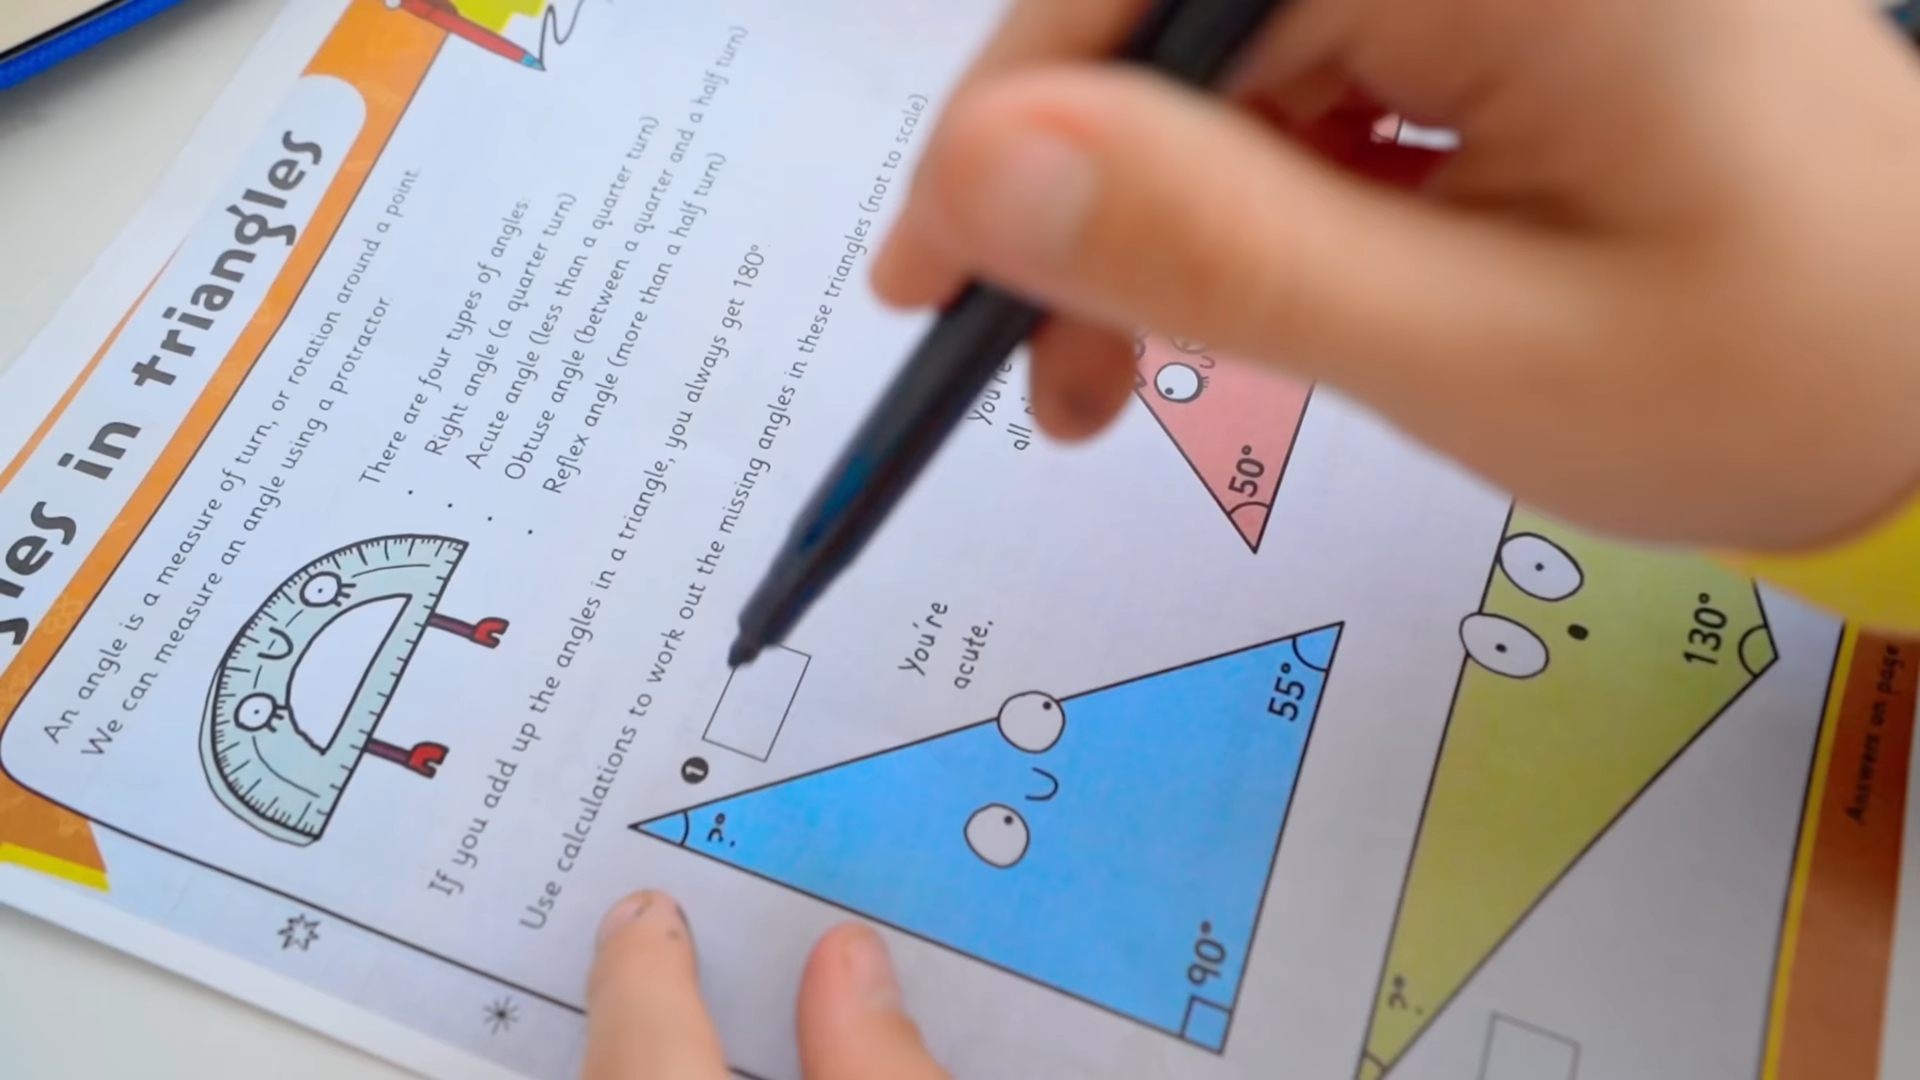 in triangles
An angle is a measure of turn, or rotation around a point.
We can measure an angle using a protractor.
There are four types of angles:
• Right angle (a quarter turn)
• Acute angle (less than a quarter turn)
• Obtuse angle (between a quarter and a half turn)
• Reflex angle (more than a half turn)
If you add up the angles in a triangle, you always get 180°.
Use calculations to work out the missing angles in these triangles (not to scale)
1
?°
You're
acute.
55°
90°
You're
all
50°
130°
?°
Answers on page